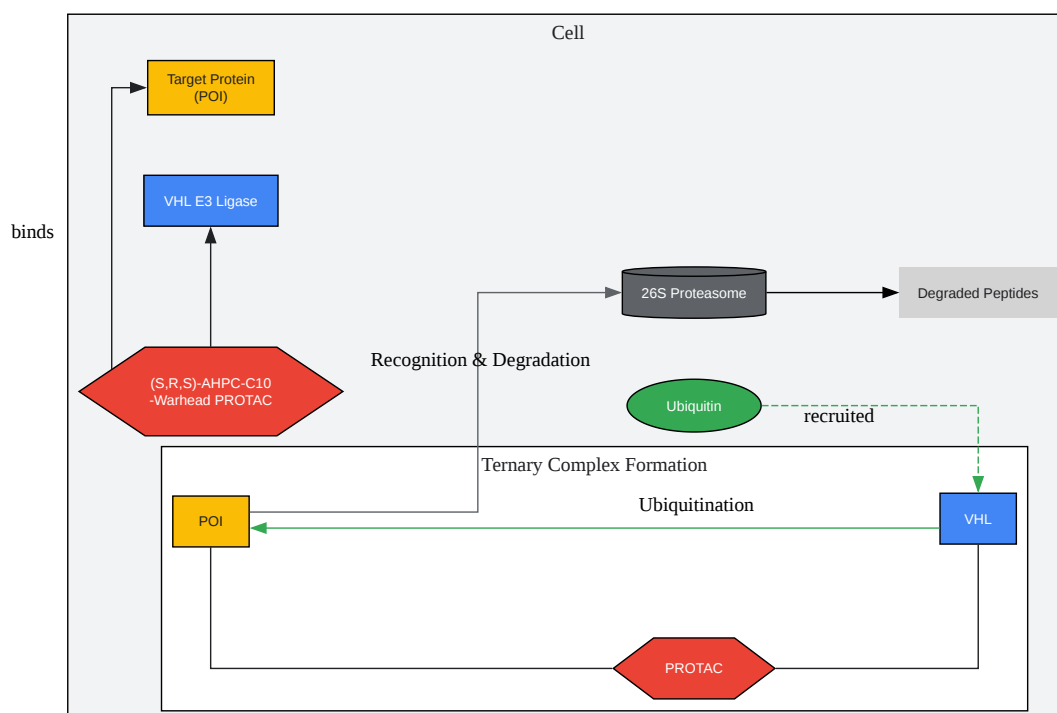 Cell
Target Protein
(POI)
VHL E3 Ligase
binds
26S Proteasome
Degraded Peptides
Recognition & Degradation
(S,R,S)-AHPC-C10
-Warhead PROTAC
Ubiquitin
recruited
Ternary Complex Formation
Ubiquitination
POI
VHL
PROTAC